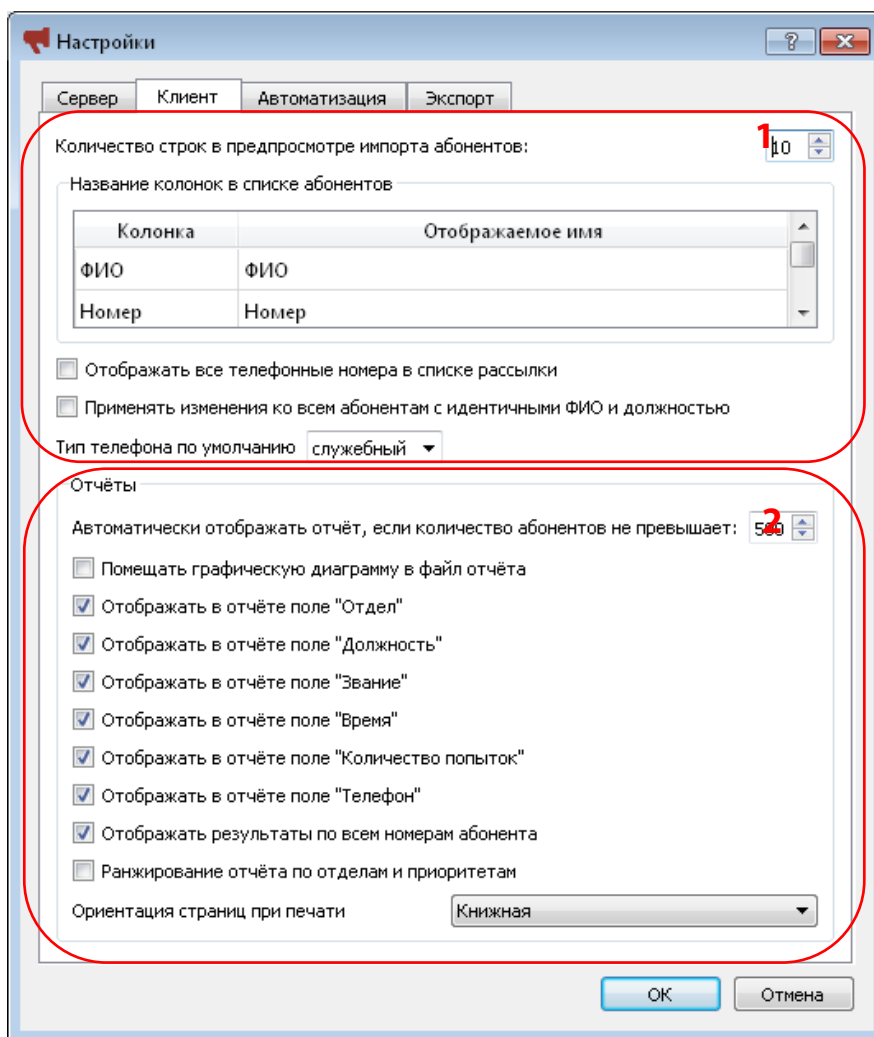 Настройки
Сервер Клиент Автоматизация Экспорт
1
Количество строк в предпросмотре импорта абонентов: 10
Название колонок в списке абонентов
Колонка Отображаемое имя
ФИО ФИО
Номер Номер
Отображать все телефонные номера в списке рассылки
Применять изменения ко всем абонентам с идентичными ФИО и должностью
Тип телефона по умолчанию служебный
Отчёты
2
Автоматически отображать отчёт, если количество абонентов не превышает: 500
Помещать графическую диаграмму в файл отчёта
Отображать в отчёте поле "Отдел"
Отображать в отчёте поле "Должность"
Отображать в отчёте поле "Звание"
Отображать в отчёте поле "Время"
Отображать в отчёте поле "Количество попыток"
Отображать в отчёте поле "Телефон"
Отображать результаты по всем номерам абонента
Ранжирование отчёта по отделам и приоритетам
Ориентация страниц при печати Книжная
ОК Отмена